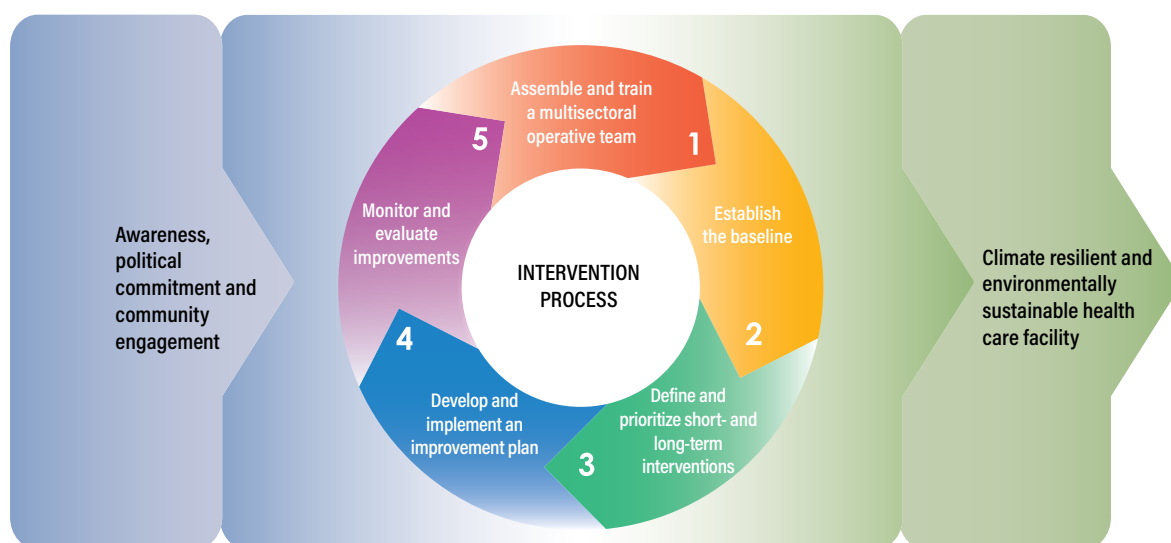 Awareness,
political
commitment and
community
engagement
INTERVENTION
PROCESS
Assemble and train
a multisectoral
operative team
1
Establish
the baseline
2
Define and
prioritize short- and
long-term
interventions
3
Develop and
implement an
improvement plan
4
Monitor and
evaluate
improvements
5
Climate resilient and
environmentally
sustainable health
care facility